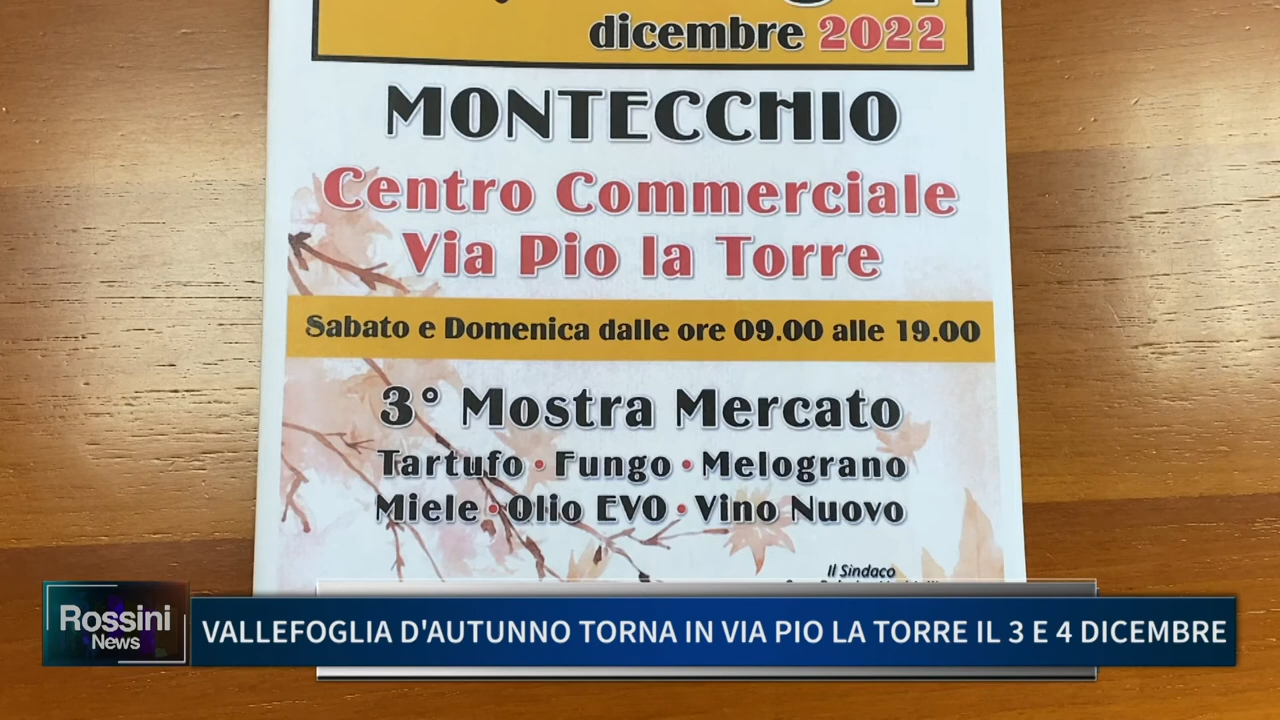 dicembre 2022
MONTECCHIO
Centro Commerciale
Via Pio la Torre
Sabato e Domenica dalle ore 09.00 alle 19.00
3° Mostra Mercato
Tartufo • Fungo • Melograno
Miele • Olio EVO • Vino Nuovo
Il Sindaco
Rossini
News
VALLEFOGLIA D'AUTUNNO TORNA IN VIA PIO LA TORRE IL 3 E 4 DICEMBRE